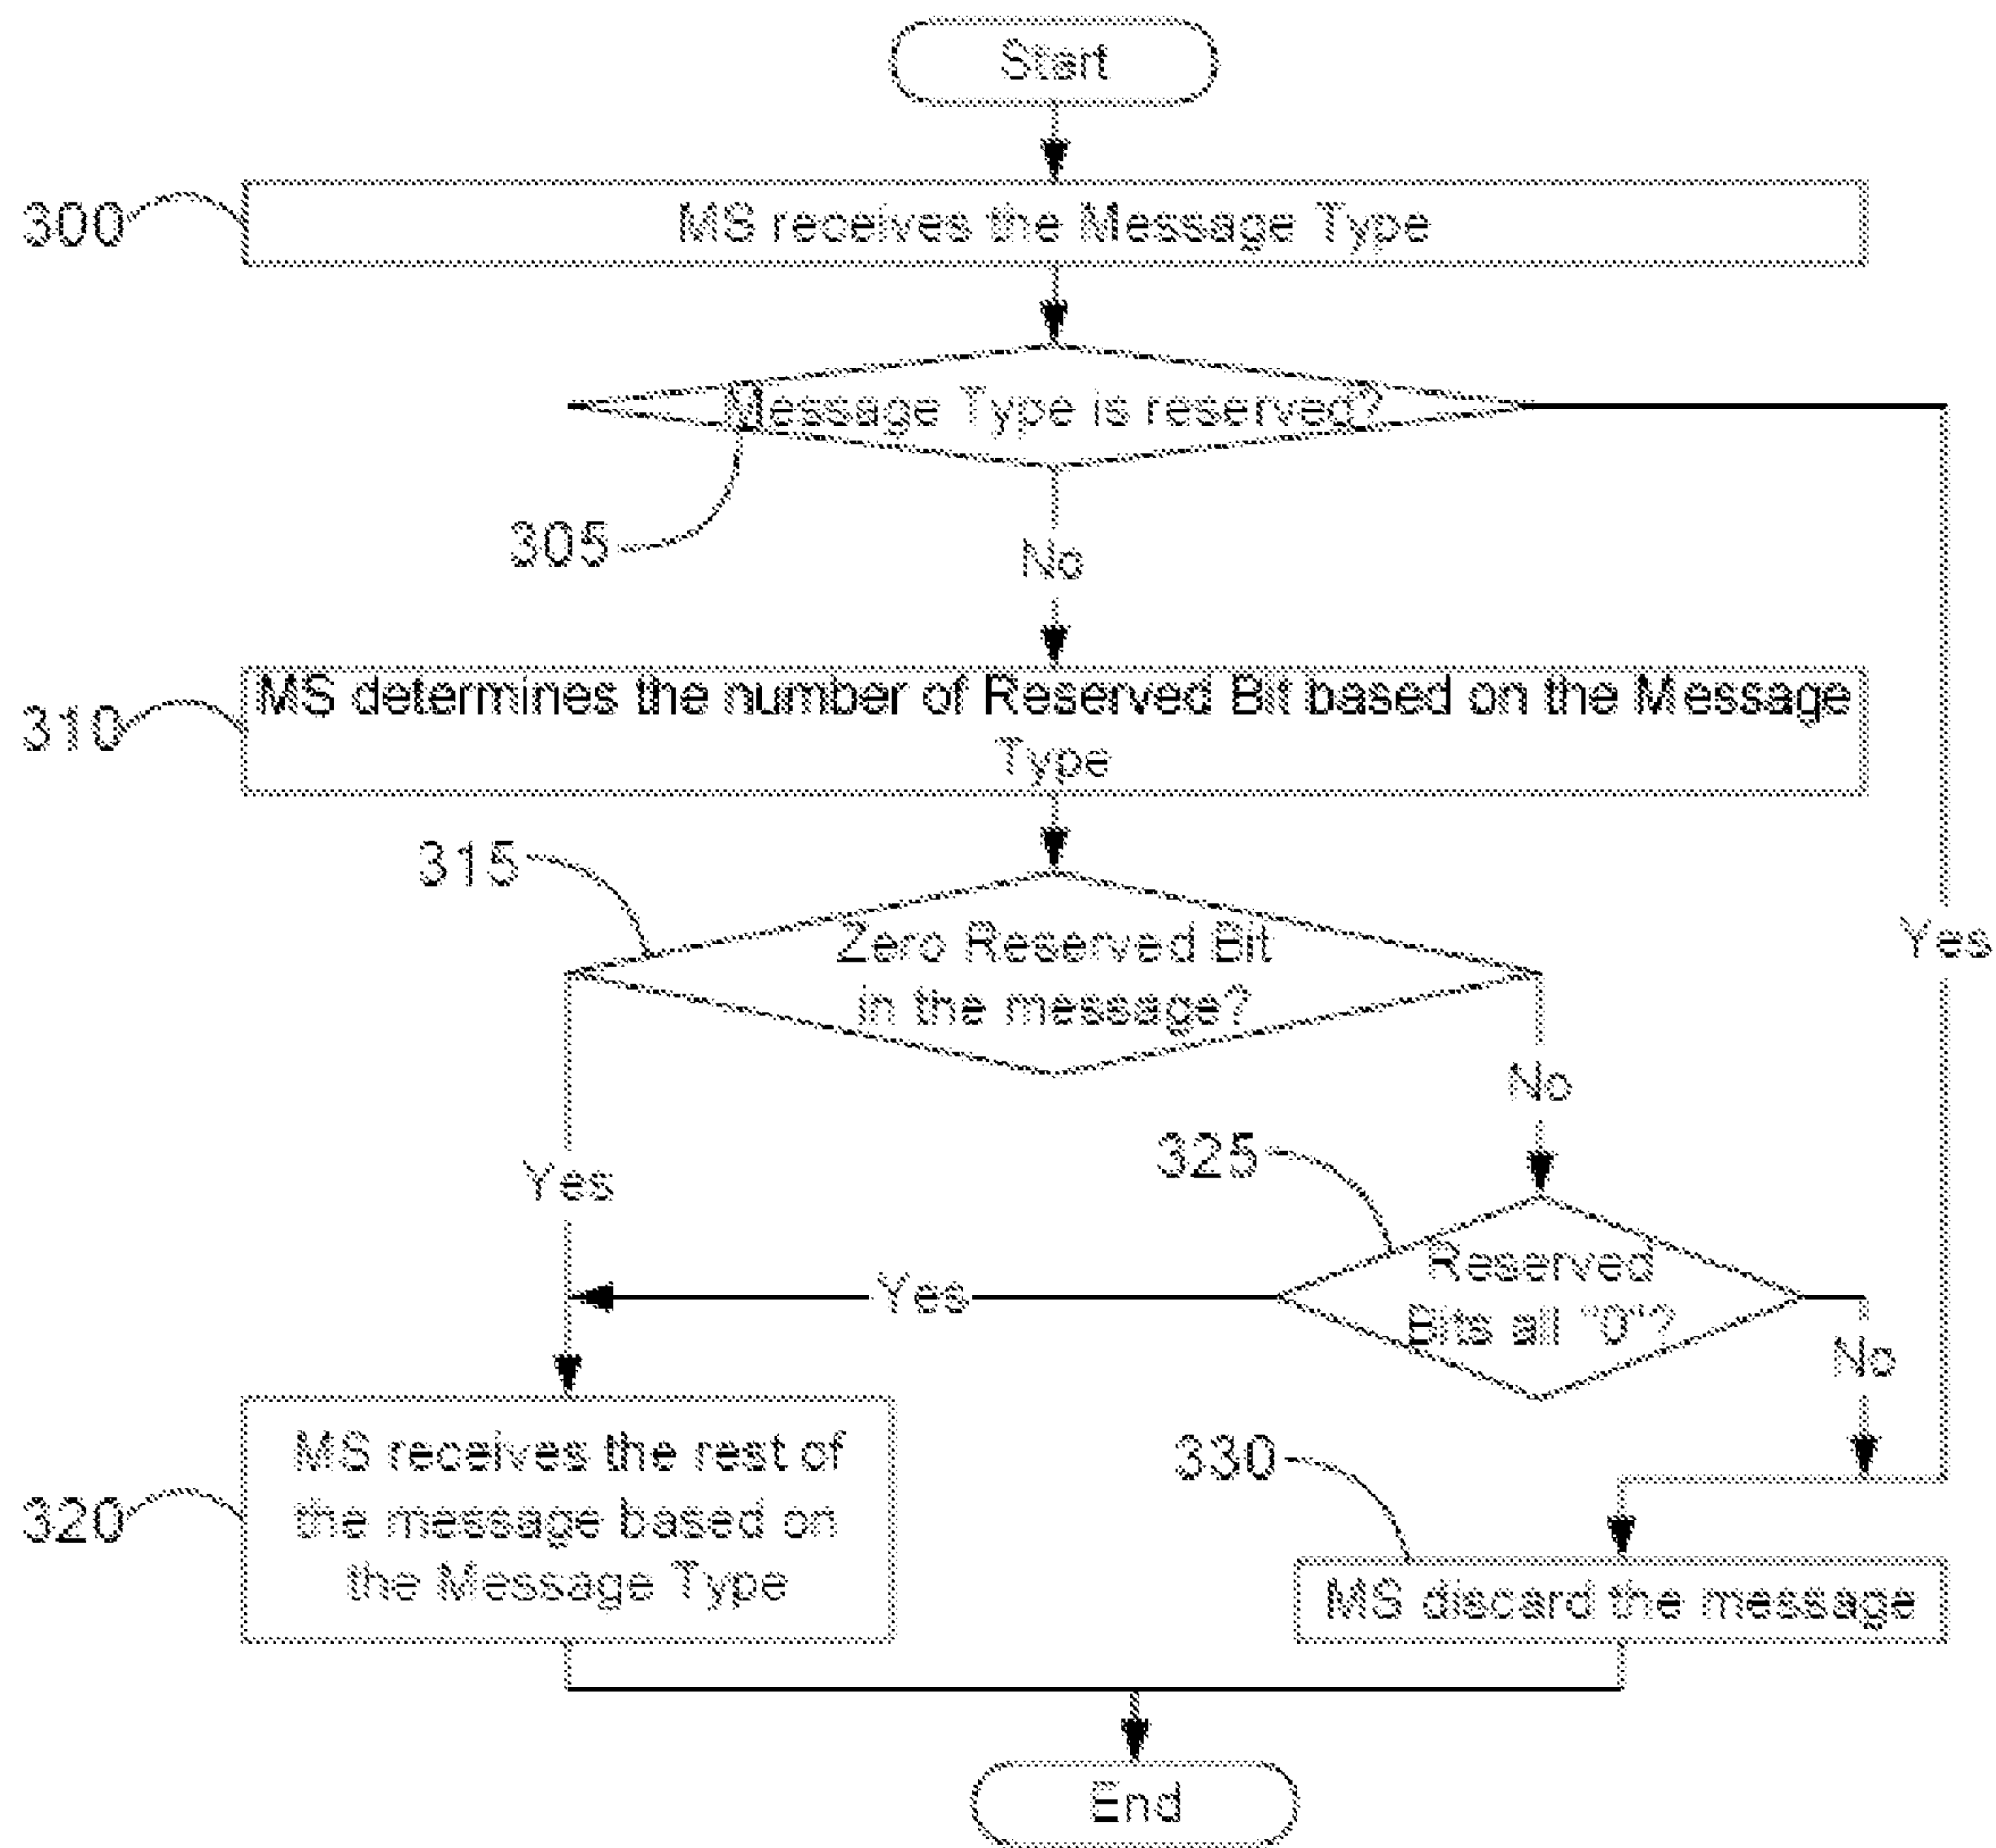 Start
300
MS receives the Message Type
Message Type is reserved?
305
No
310
MS determines the number of Reserved Bit based on the Message
Type
315
Zero Reserved Bit
in the message?
Yes
No
325
Yes
Reserved
Bits all "0"?
Yes
No
320
MS receives the rest of
the message based on
the Message Type
330
MS discard the message
End